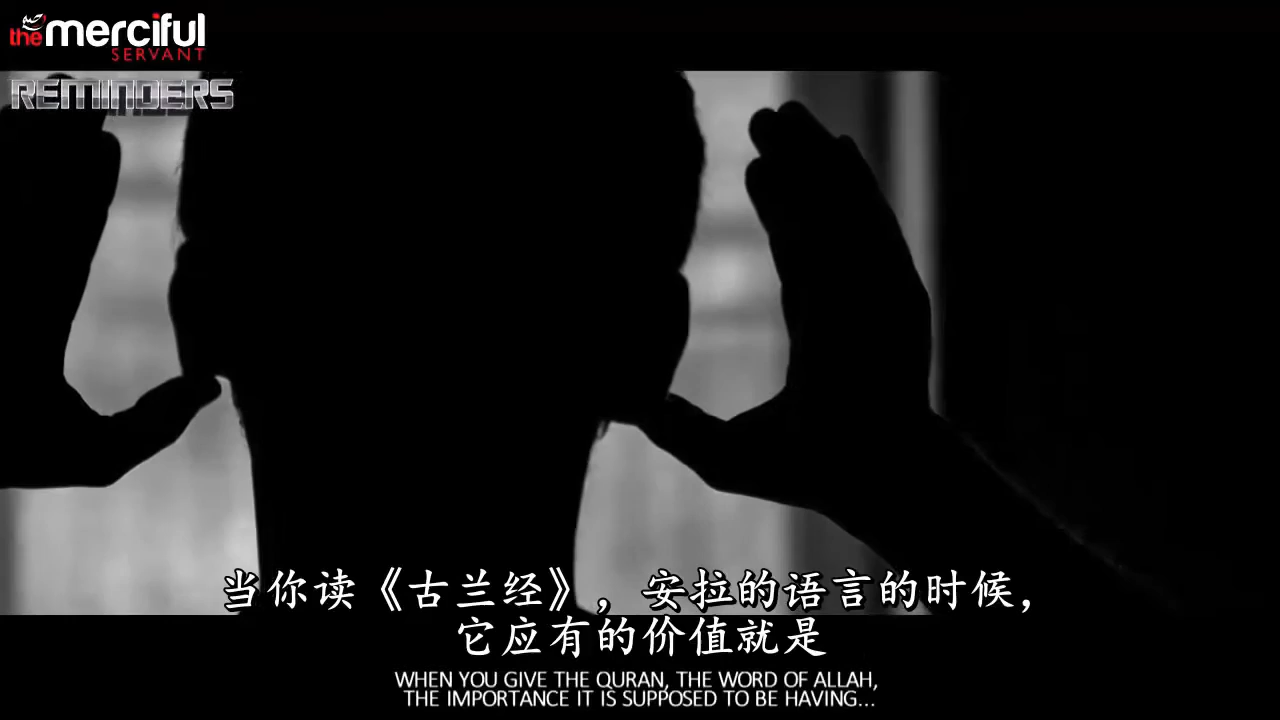 the merciful
SERVANT
REMINDERS
当你读《古兰经》，安拉的语言的时候，
它应有的价值就是
WHEN YOU GIVE THE QURAN, THE WORD OF ALLAH,
THE IMPORTANCE IT IS SUPPOSED TO BE HAVING...